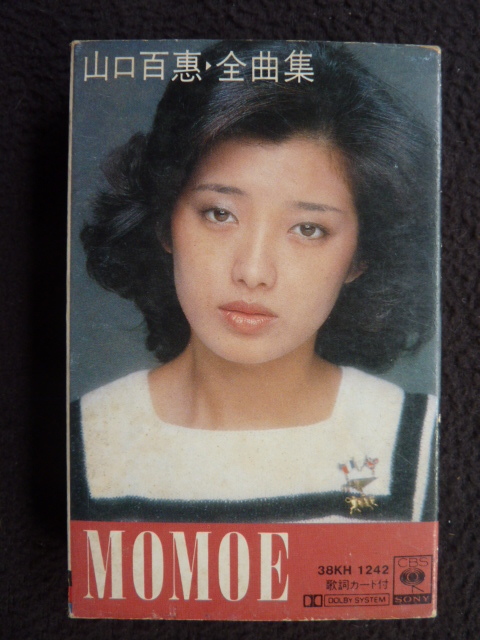 山口百惠▶全曲集
MOMOE
38KH 1242
歌詞カード付
DOLBY SYSTEM
CBS
SONY